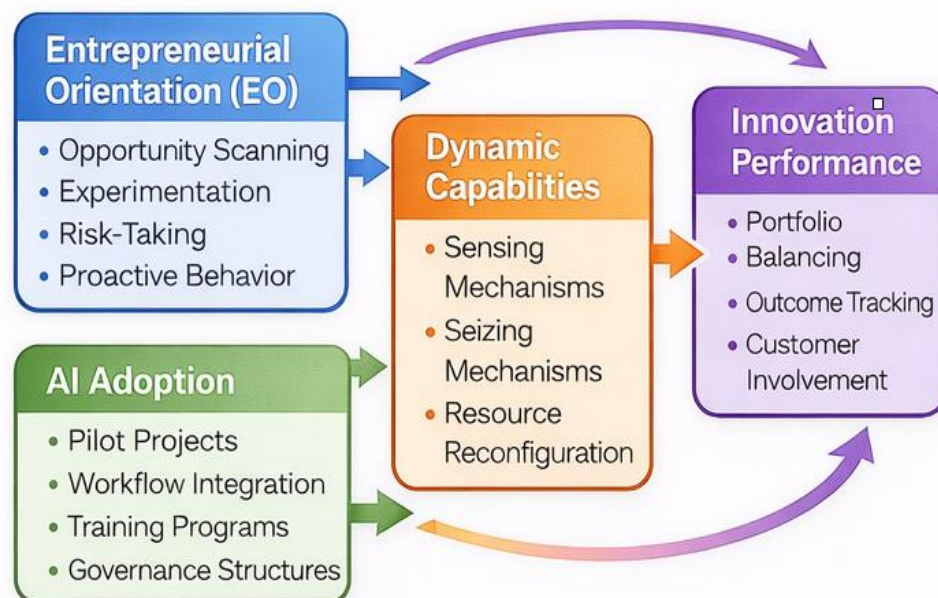 Entrepreneurial
Orientation (EO)
• Opportunity Scanning
• Experimentation
• Risk-Taking
• Proactive Behavior
AI Adoption
• Pilot Projects
• Workflow Integration
• Training Programs
• Governance Structures
Dynamic
Capabiities
• Sensing
Mechanisms
• Seizing
Mechanisms
• Resource
Reconfiguration
Innovation
Performance
• Portfolio
• Balancing
• Outcome Tracking
• Customer
Involvement